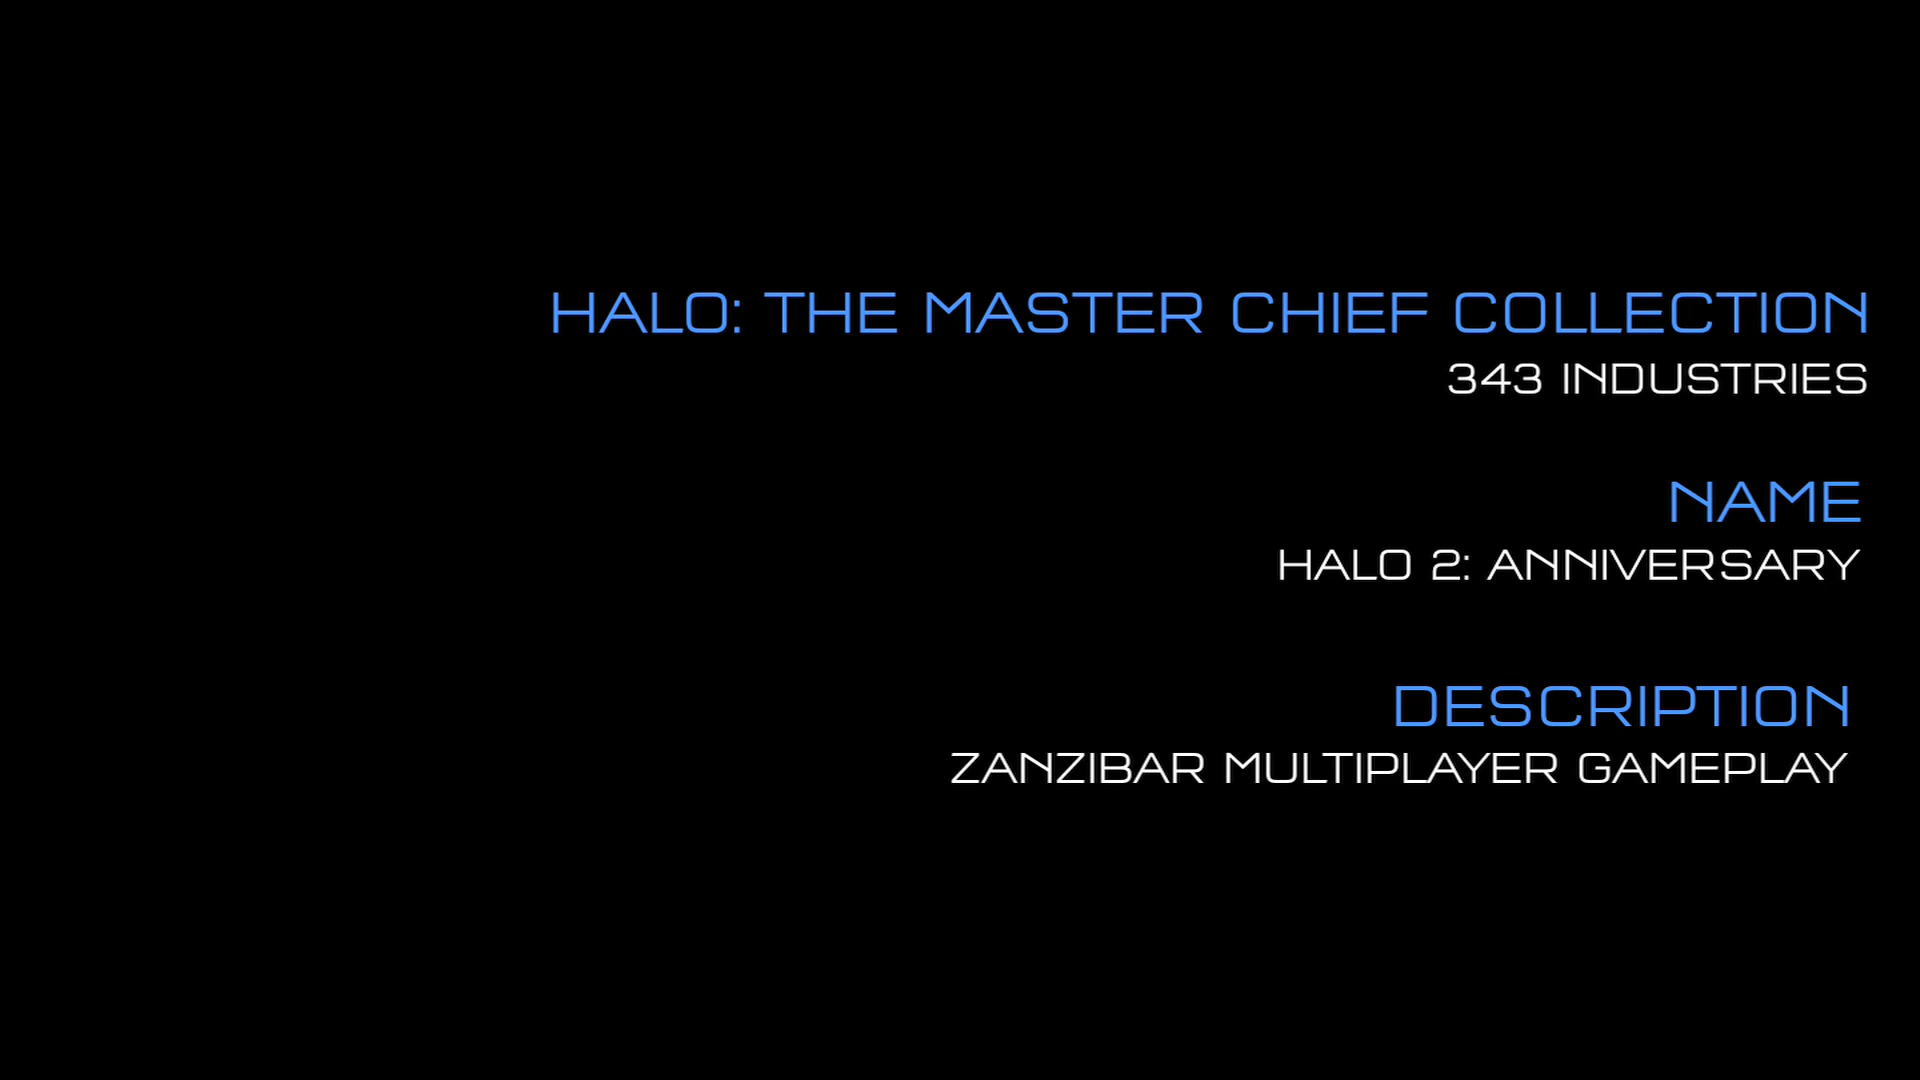 HALO: THE MASTER CHIEF COLLECTION
343 INDUSTRIES
NAME
HALO 2: ANNIVERSARY
DESCRIPTION
ZANZIBAR MULTIPLAYER GAMEPLAY